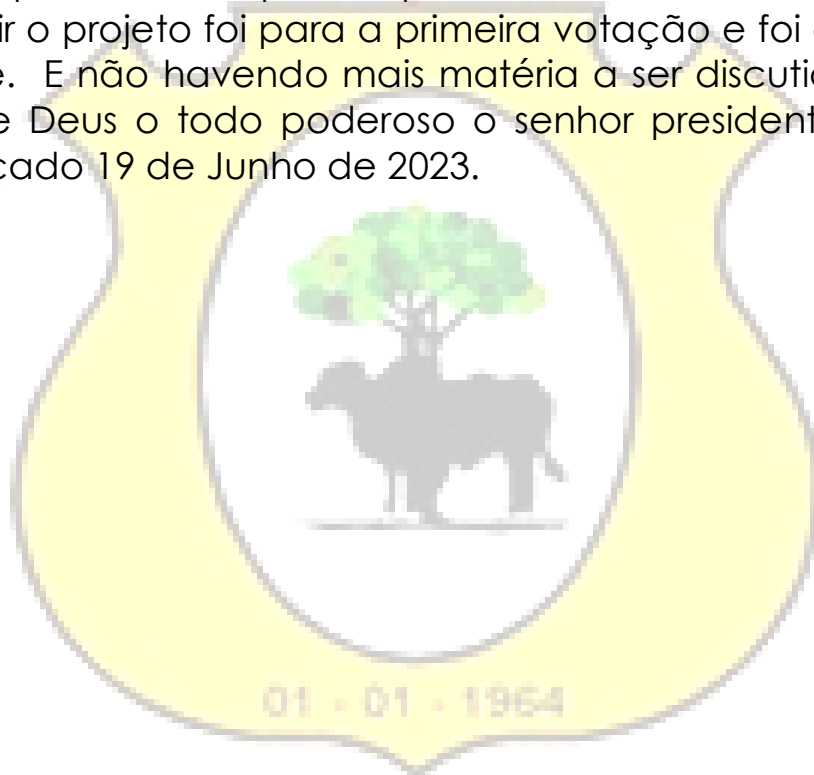 ir o projeto foi para a primeira votação e foi
e. E não havendo mais matéria a ser discuti
e Deus o todo poderoso o senhor president
cado 19 de Junho de 2023.
01 - 01 - 1964